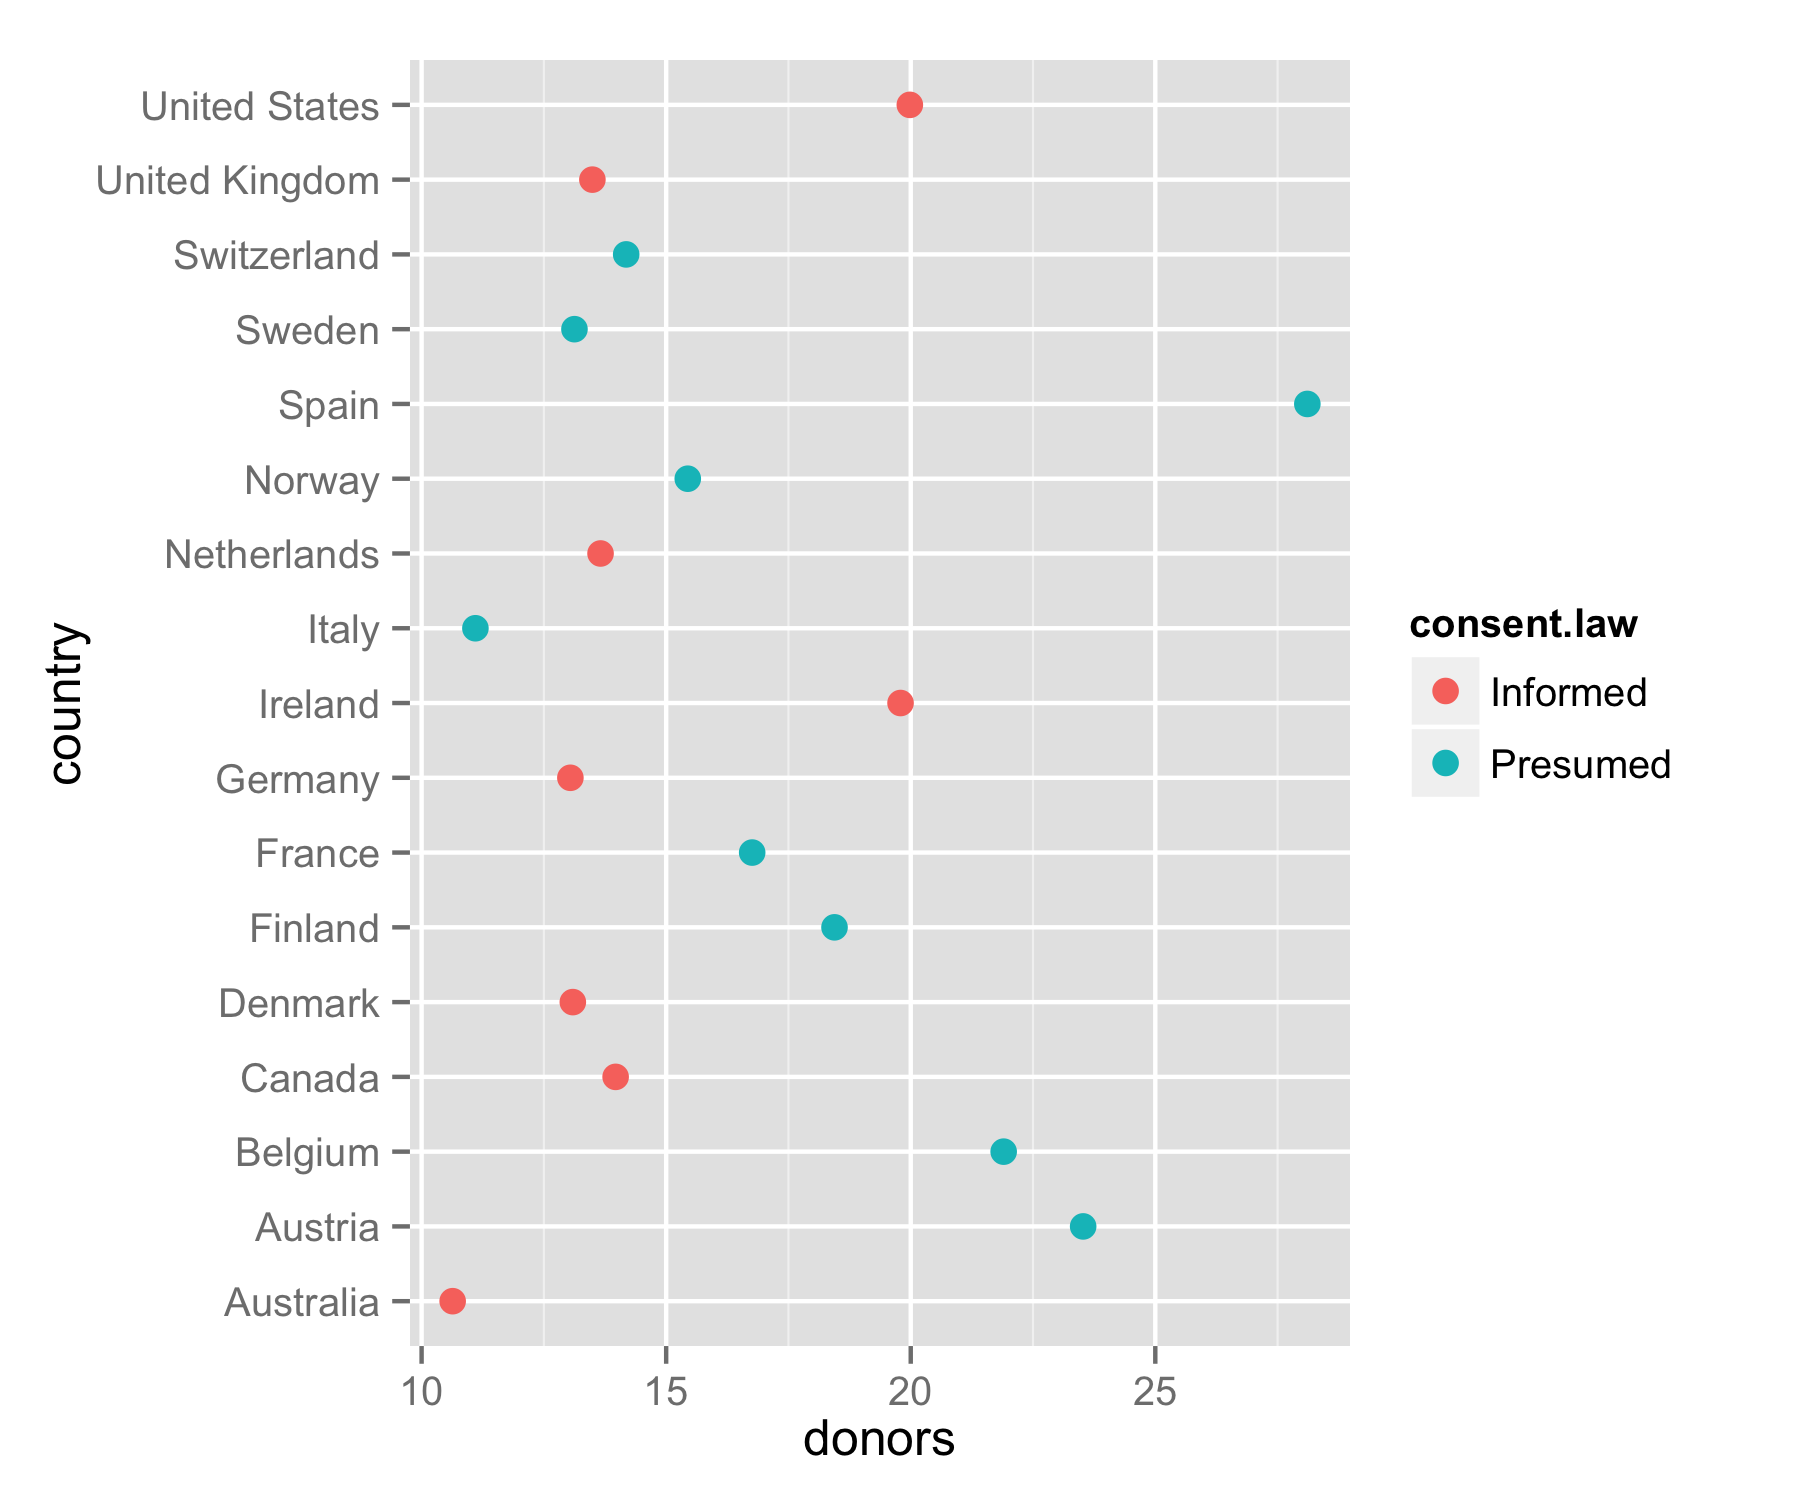 United States
United Kingdom
Switzerland
Sweden
Spain
Norway
Netherlands
Italy
Ireland
Germany
France
Finland
Denmark
Canada
Belgium
Austria
Australia
country
10 15 20 25
donors
consent.law
Informed
Presumed